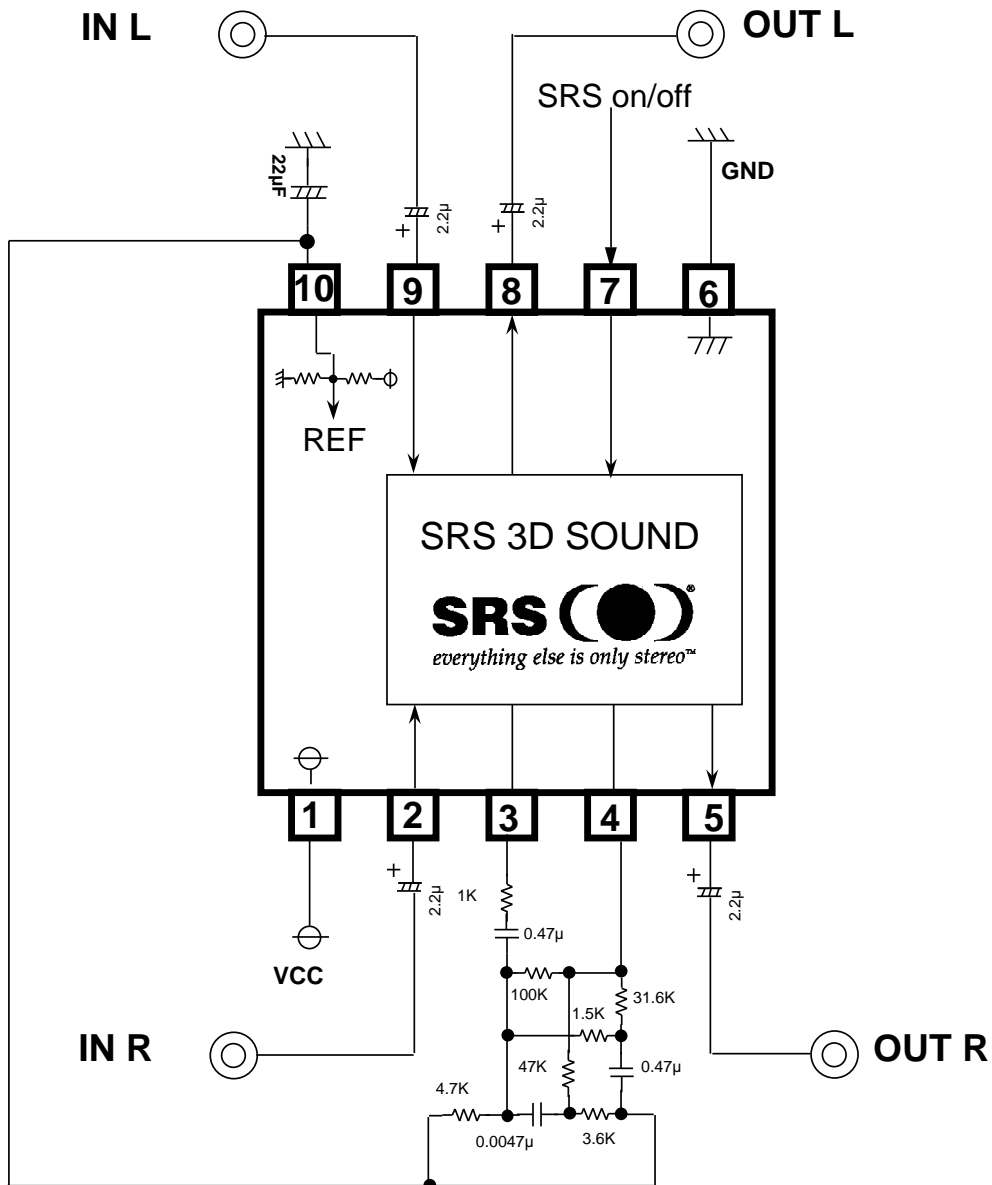 IN L
OUT L
SRS on/off
22µF
GND
2.2µ
+
2.2µ
+
10
9
8
7
6
REF
SRS 3D SOUND
SRS ®
everything else is only stereo™
1
2
3
4
5
+
2.2µ
1K
+
2.2µ
0.47µ
VCC
100K
31.6K
1.5K
IN R
OUT R
47K
0.47µ
4.7K
0.0047µ
3.6K